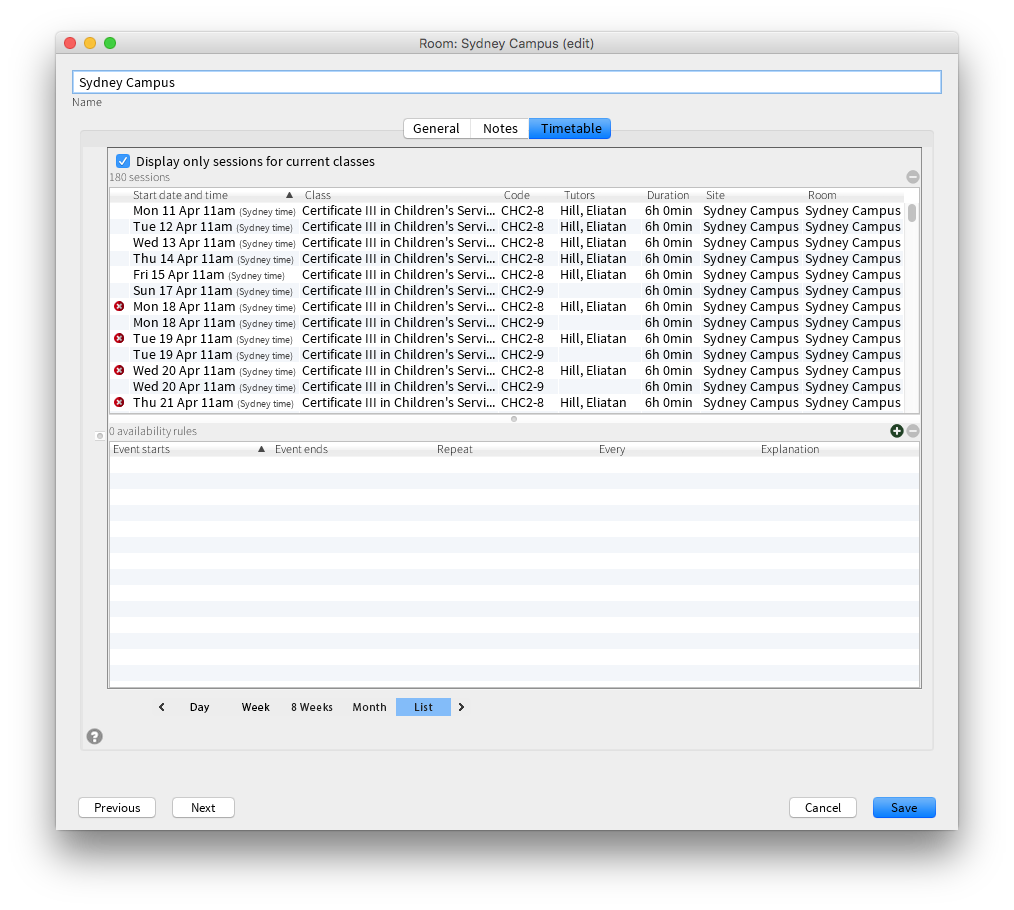 Room: Sydney Campus (edit)
Sydney Campus
Name
General Notes Timetable
Display only sessions for current classes
180 sessions
Start date and time Class Code Tutors Duration Site Room
Mon 11 Apr 11am (Sydney time) Certificate III in Children's Servi... CHC2-8 Hill, Eliatan 6h 0min Sydney Campus Sydney Campus
Tue 12 Apr 11am (Sydney time) Certificate III in Children's Servi... CHC2-8 Hill, Eliatan 6h 0min Sydney Campus Sydney Campus
Wed 13 Apr 11am (Sydney time) Certificate III in Children's Servi... CHC2-8 Hill, Eliatan 6h 0min Sydney Campus Sydney Campus
Thu 14 Apr 11am (Sydney time) Certificate III in Children's Servi... CHC2-8 Hill, Eliatan 6h 0min Sydney Campus Sydney Campus
Fri 15 Apr 11am (Sydney time) Certificate III in Children's Servi... CHC2-8 Hill, Eliatan 6h 0min Sydney Campus Sydney Campus
Sun 17 Apr 11am (Sydney time) Certificate III in Children's Servi... CHC2-9 6h 0min Sydney Campus Sydney Campus
Mon 18 Apr 11am (Sydney time) Certificate III in Children's Servi... CHC2-8 Hill, Eliatan 6h 0min Sydney Campus Sydney Campus
Mon 18 Apr 11am (Sydney time) Certificate III in Children's Servi... CHC2-9 6h 0min Sydney Campus Sydney Campus
Tue 19 Apr 11am (Sydney time) Certificate III in Children's Servi... CHC2-8 Hill, Eliatan 6h 0min Sydney Campus Sydney Campus
Tue 19 Apr 11am (Sydney time) Certificate III in Children's Servi... CHC2-9 6h 0min Sydney Campus Sydney Campus
Wed 20 Apr 11am (Sydney time) Certificate III in Children's Servi... CHC2-8 Hill, Eliatan 6h 0min Sydney Campus Sydney Campus
Wed 20 Apr 11am (Sydney time) Certificate III in Children's Servi... CHC2-9 6h 0min Sydney Campus Sydney Campus
Thu 21 Apr 11am (Sydney time) Certificate III in Children's Servi... CHC2-8 Hill, Eliatan 6h 0min Sydney Campus Sydney Campus
0 availability rules
Event starts Event ends Repeat Every Explanation
Day Week 8 Weeks Month List
?
Previous Next Cancel Save